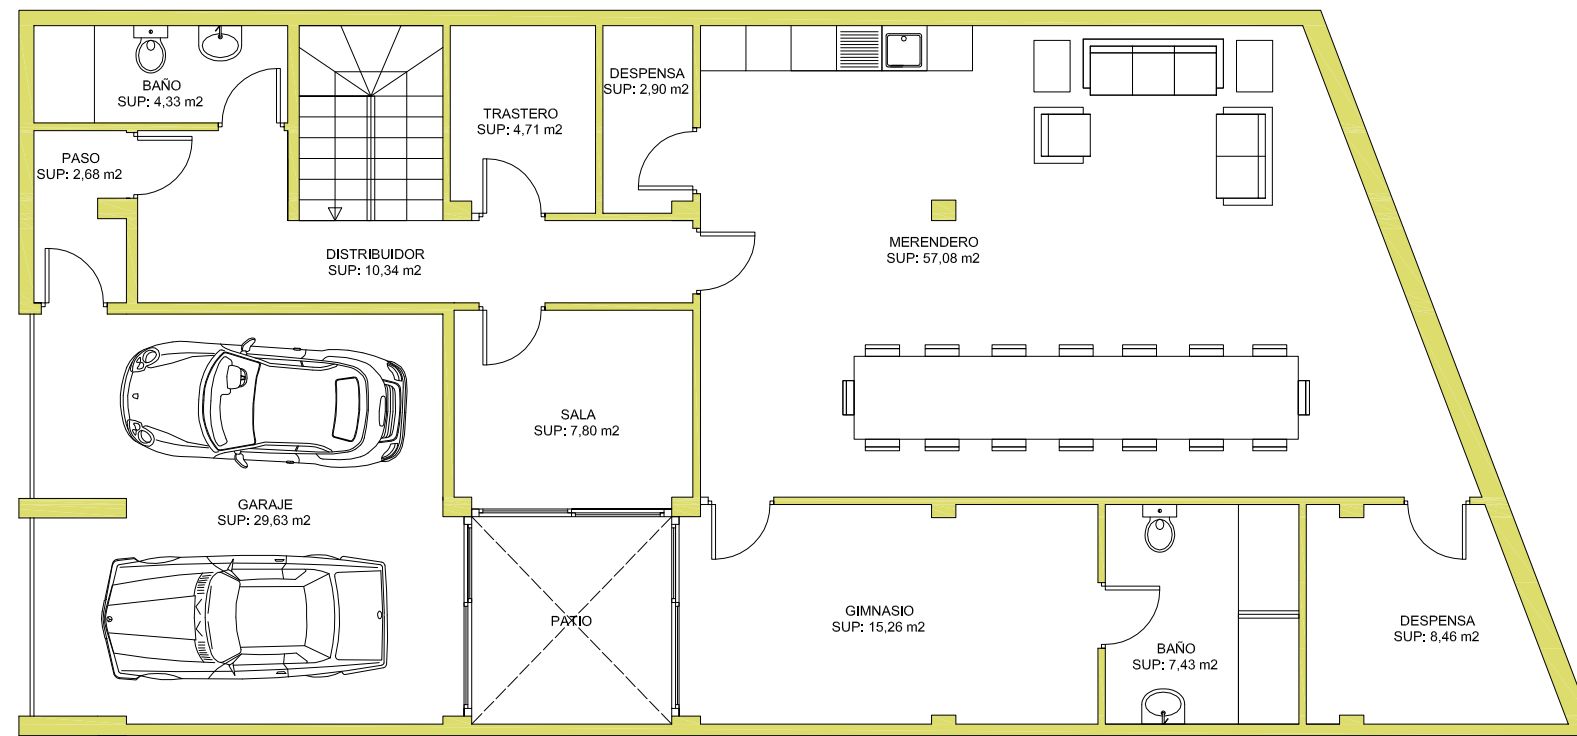 BAÑO
SUP: 4,33 m2
DESPENSA
SUP: 2,90 m2
TRASTERO
SUP: 4,71 m2
PASO
SUP: 2,68 m2
DISTRIBUIDOR
SUP: 10,34 m2
MERENDERO
SUP: 57,08 m2
SALA
SUP: 7,80 m2
GARAJE
SUP: 29,63 m2
PATIO
GIMNASIO
SUP: 15,26 m2
BAÑO
SUP: 7,43 m2
DESPENSA
SUP: 8,46 m2